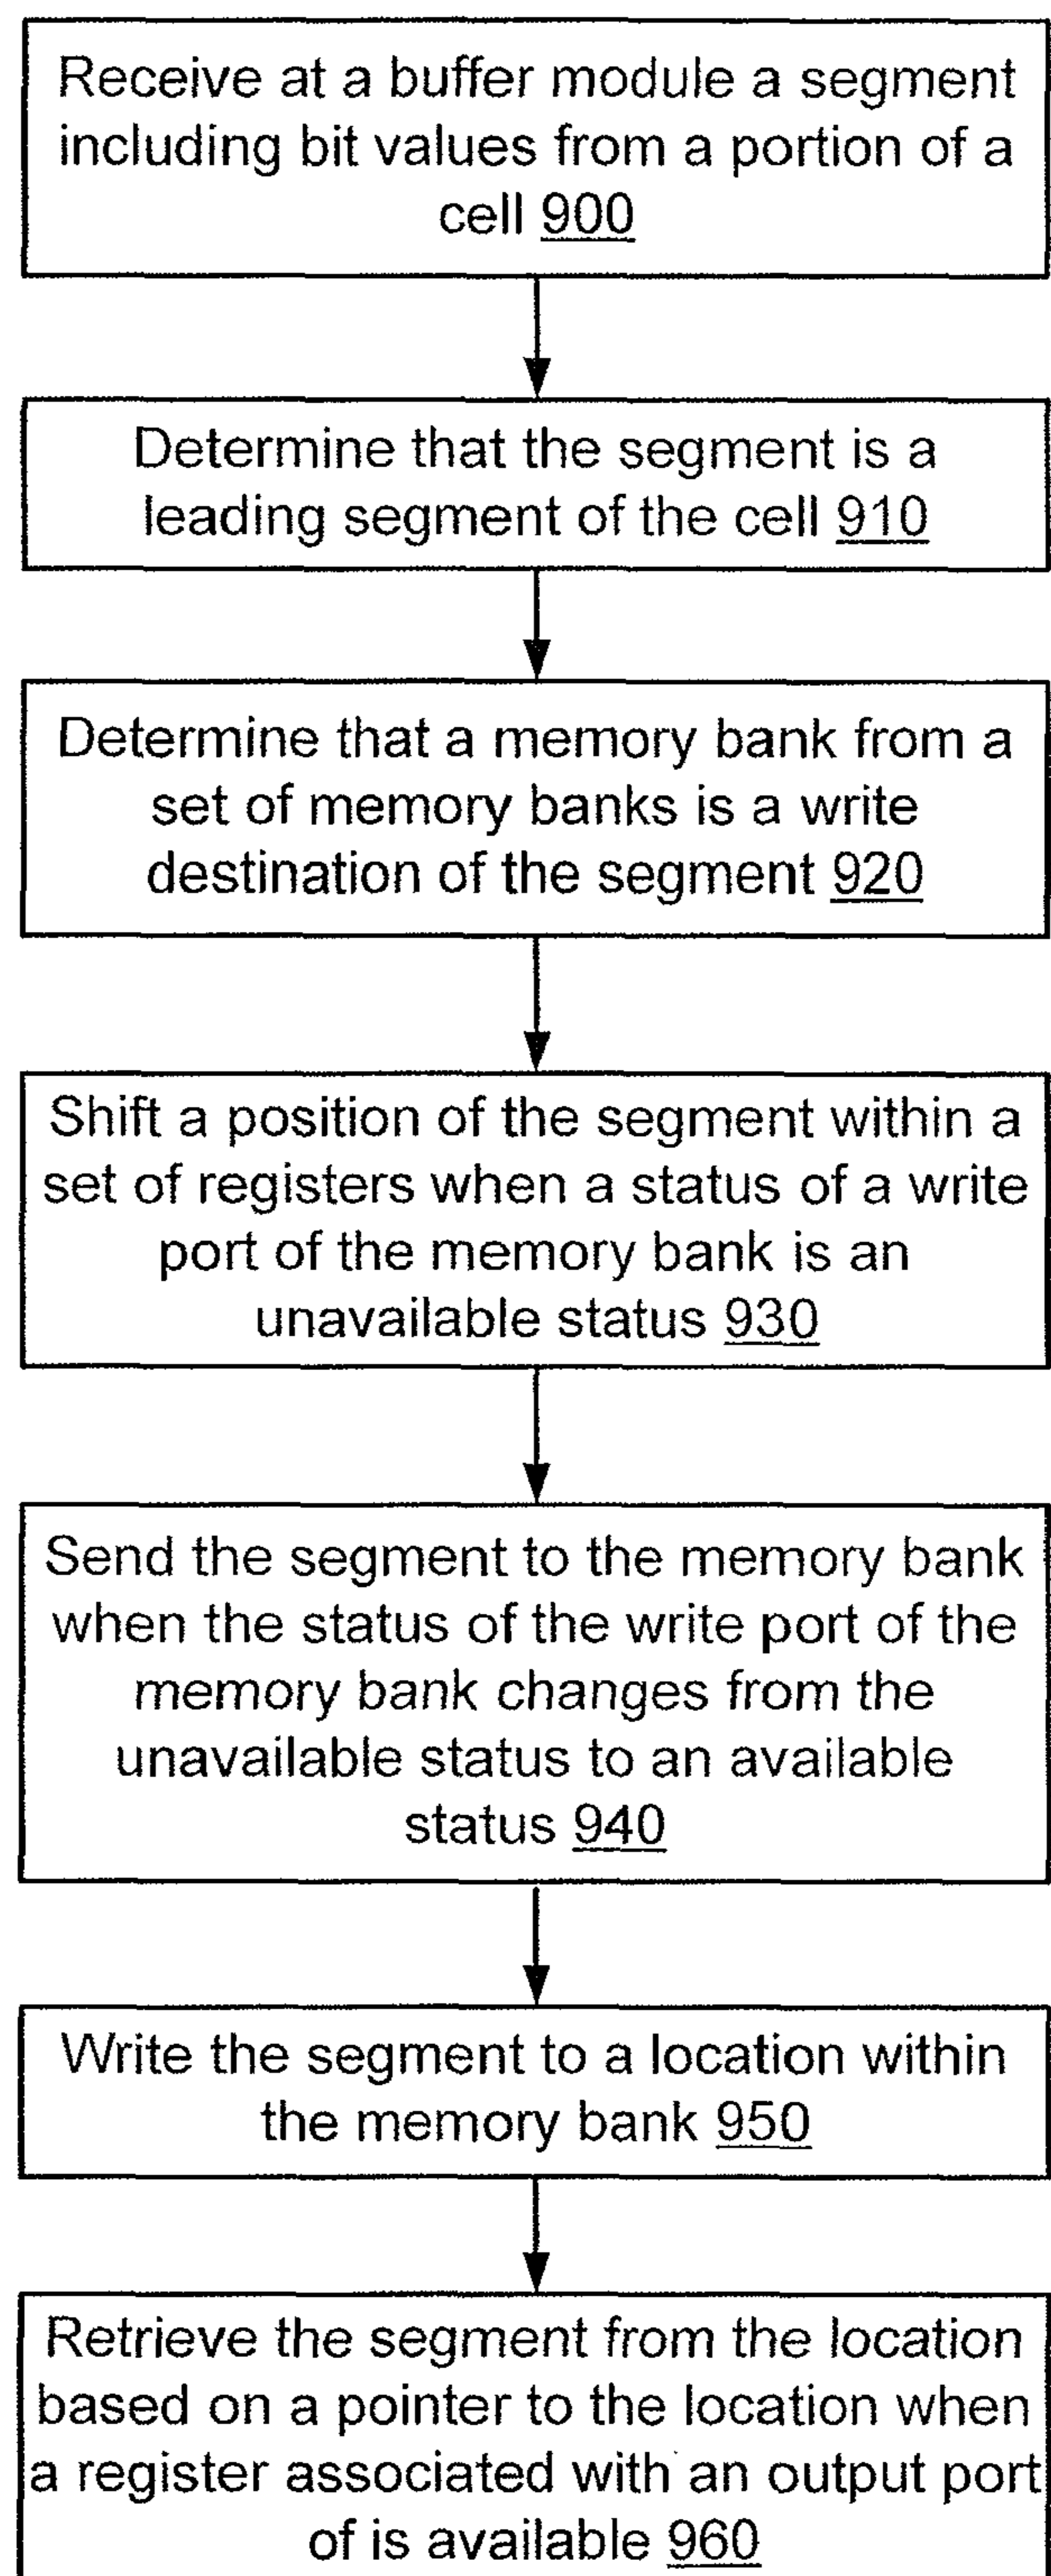 Receive at a buffer module a segment
including bit values from a portion of a
cell 900
Determine that the segment is a
leading segment of the cell 910
Determine that a memory bank from a
set of memory banks is a write
destination of the segment 920
Shift a position of the segment within a
set of registers when a status of a write
port of the memory bank is an
unavailable status 930
Send the segment to the memory bank
when the status of the write port of the
memory bank changes from the
unavailable status to an available
status 940
Write the segment to a location within
the memory bank 950
Retrieve the segment from the location
based on a pointer to the location when
a register associated with an output port
of is available 960